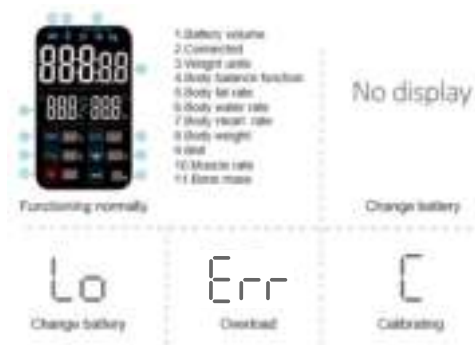 888:88
888 888
1.Battery volume
2.Connected
3.Weight units
4.Body balance function
5.Body fat rate
6.Body water rate
7.Body Heart rate
8.Body weight
9.BMI
10.Muscle rate
11.Bone mass
Functioning normally
No display
Change battery
Lo
Change battery
Err
Overload
C
Calibrating